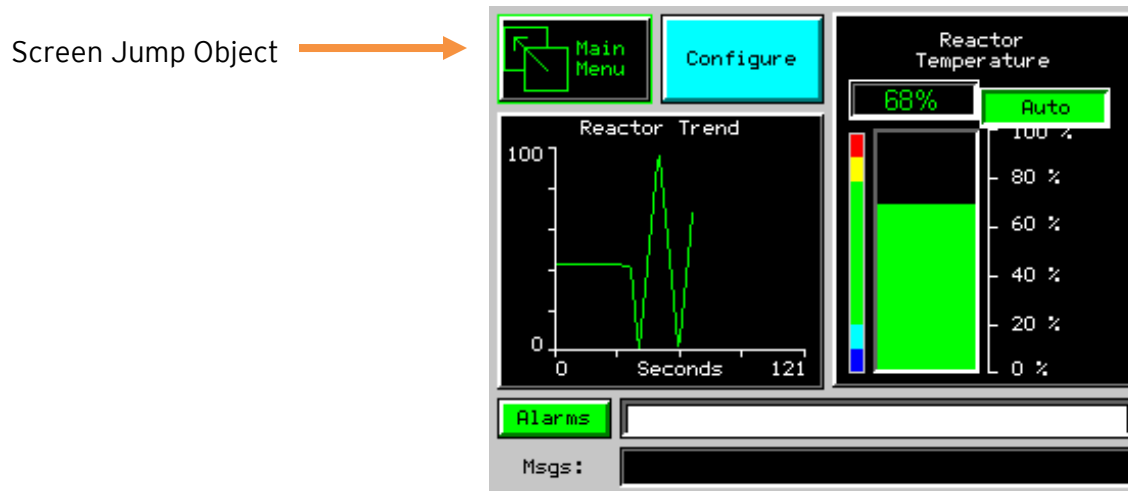 Screen Jump Object
Main
Menu
Configure
Reactor
Temperature
68%
Auto
100 %
80 %
60 %
40 %
20 %
0 %
Reactor Trend
100
0
0 Seconds 121
Alarms
Msgs: